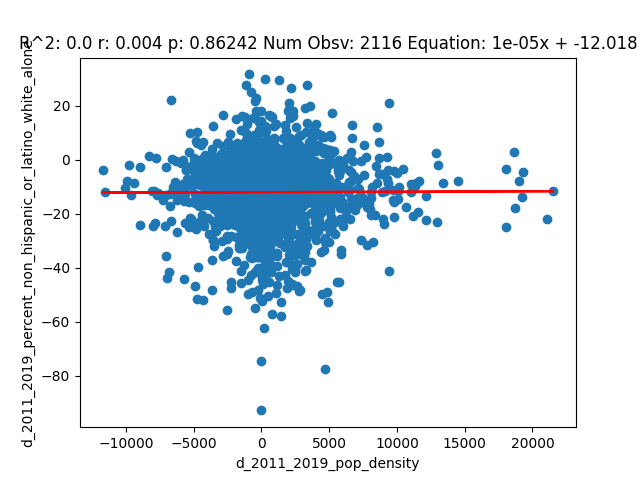 R^2: 0.0 r: 0.004 p: 0.86242 Num Obsv: 2116 Equation: 1e-05x + -12.018
d_2011_2019_percent_non_hispanic_or_latino_white_alone
20
0
−20
−40
−60
−80
−10000 −5000 0 5000 10000 15000 20000
d_2011_2019_pop_density